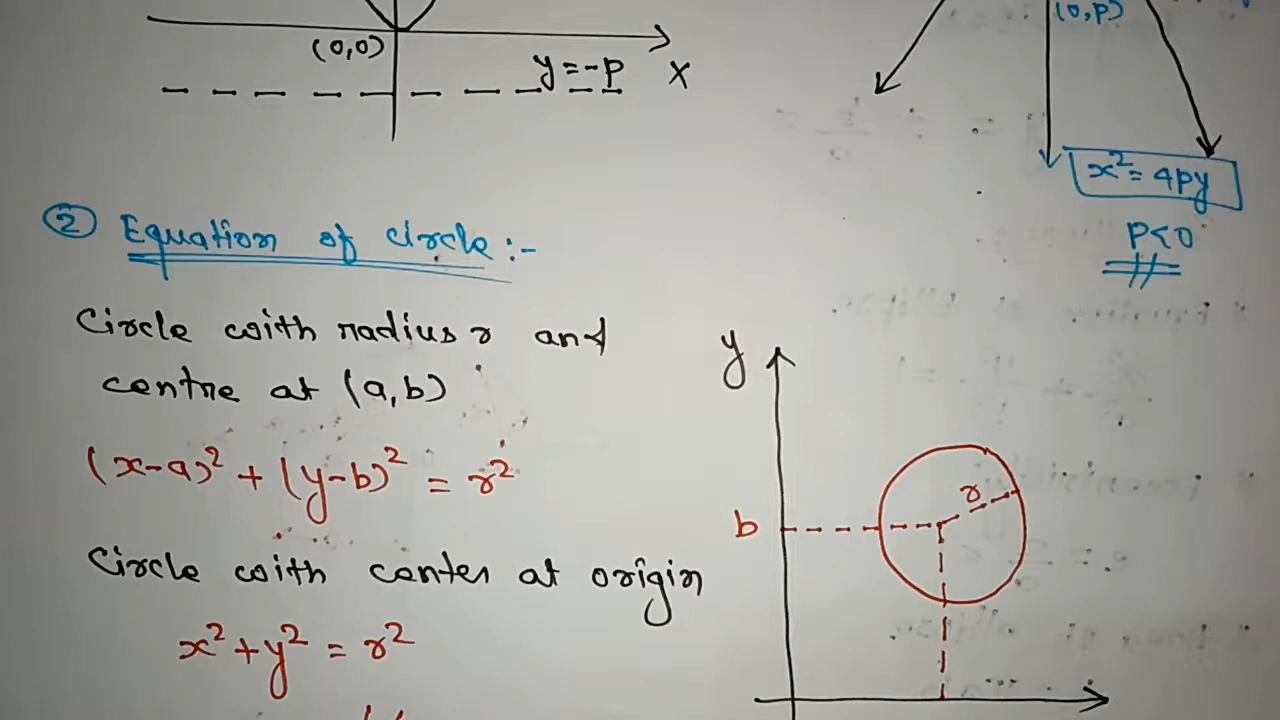 (0,0)
y=-p
X
(0,p)
x²=4py
P<0
② Equation of circle:-
Circle with radius r and
centre at (a,b)
(x-a)²+(y-b)² = r²
Circle with center at origin
x²+y² = r²
y
r
b